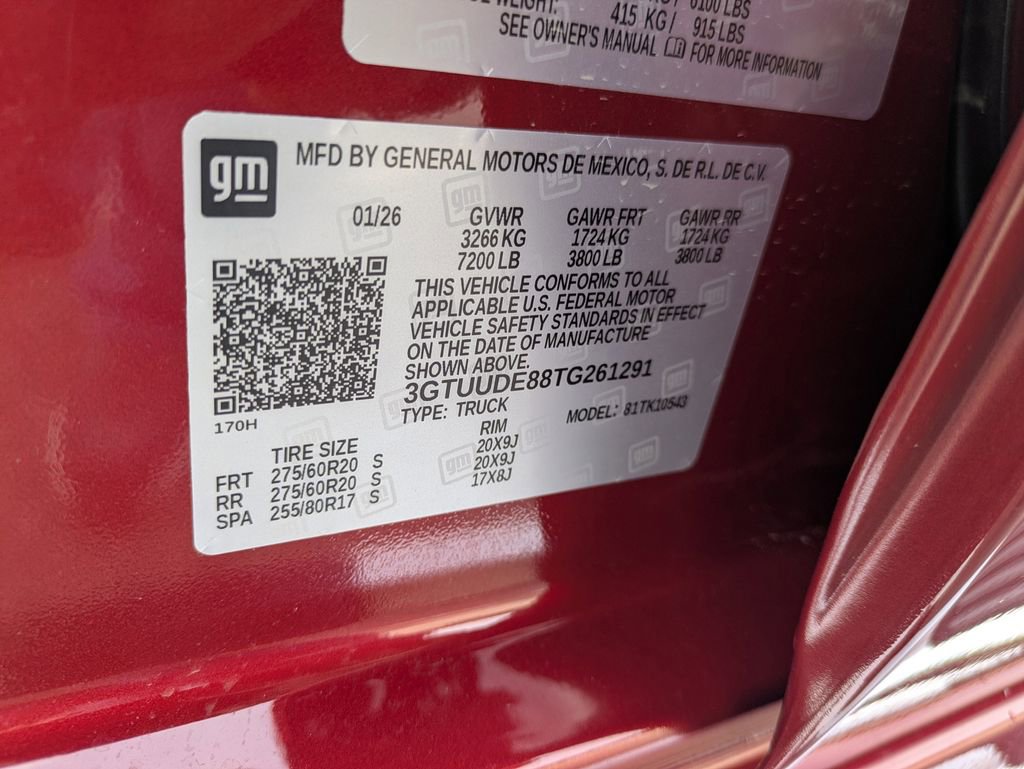 6100 LBS
WEIGHT: 415 KG / 915 LBS
SEE OWNER'S MANUAL FOR MORE INFORMATION
gm MFD BY GENERAL MOTORS DE MEXICO, S. DE R.L. DE C.V.
01/26 GVWR GAWR FRT GAWR RR
3266 KG 1724 KG 1724 KG
7200 LB 3800 LB 3800 LB
THIS VEHICLE CONFORMS TO ALL
APPLICABLE U.S. FEDERAL MOTOR
VEHICLE SAFETY STANDARDS IN EFFECT
ON THE DATE OF MANUFACTURE
SHOWN ABOVE.
3GTUUDE88TG261291
TYPE: TRUCK MODEL: 81TK10543
170H
TIRE SIZE RIM
FRT 275/60R20 S 20X9J
RR 275/60R20 S 20X9J
SPA 255/80R17 S 17X8J